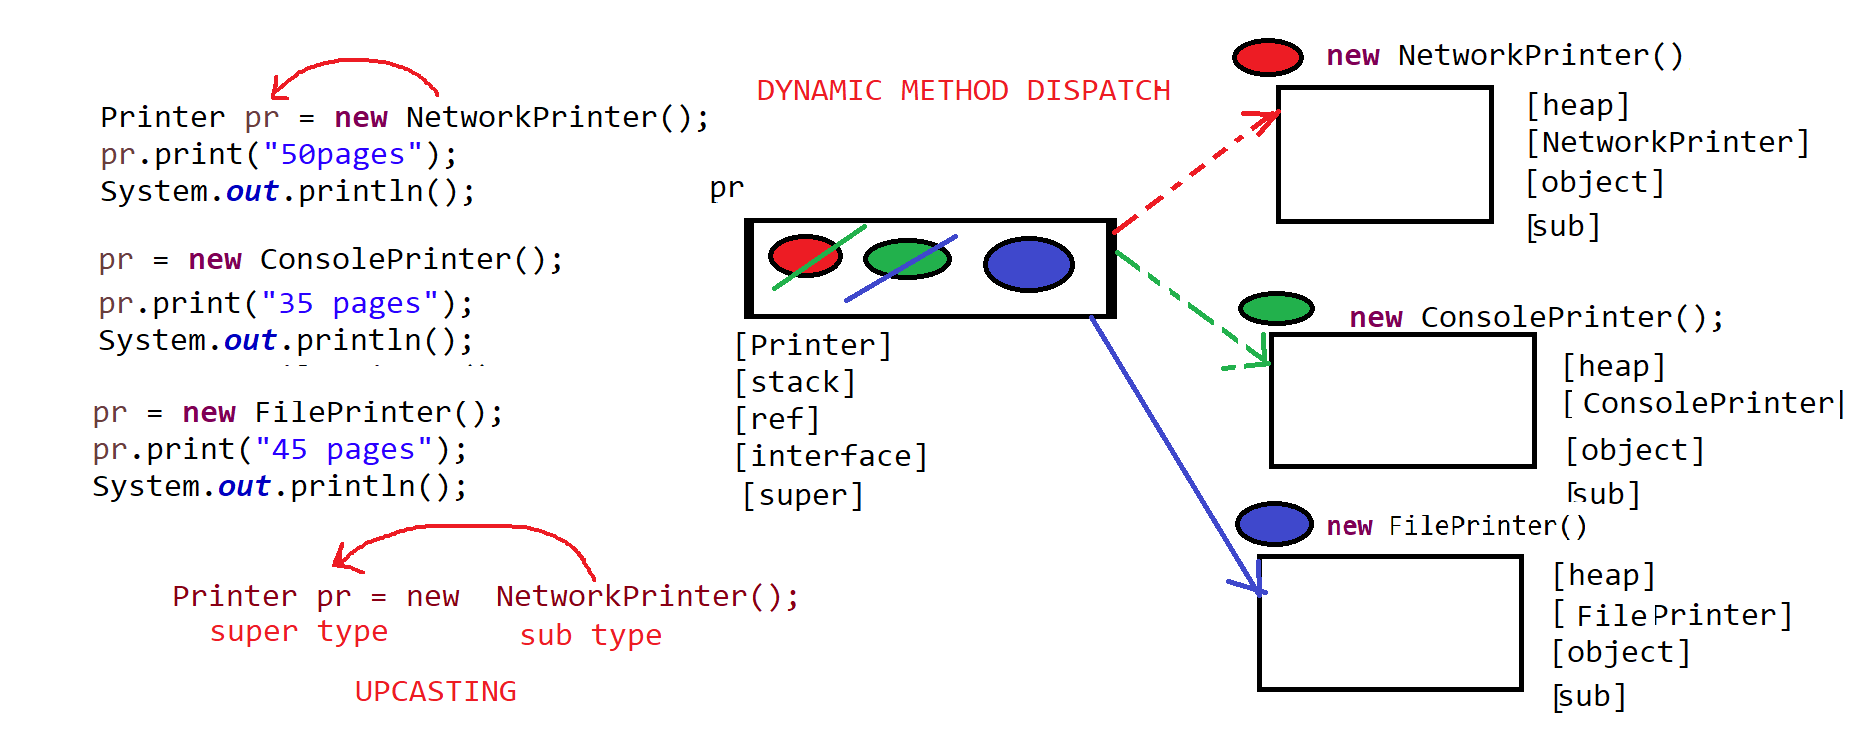 Printer pr = new NetworkPrinter();
pr.print("50pages");
System.out.println();
pr = new ConsolePrinter();
pr.print("35 pages");
System.out.println();
pr = new FilePrinter();
pr.print("45 pages");
System.out.println();
Printer pr = new NetworkPrinter();
super type
sub type
UPCASTING
DYNAMIC METHOD DISPATCH
pr
[Printer]
[stack]
[ref]
[interface]
[super]
new NetworkPrinter()
[heap]
[NetworkPrinter]
[object]
[sub]
new ConsolePrinter();
[heap]
[ ConsolePrinter|
[object]
[sub]
new FilePrinter()
[heap]
[ FilePrinter]
[object]
[sub]